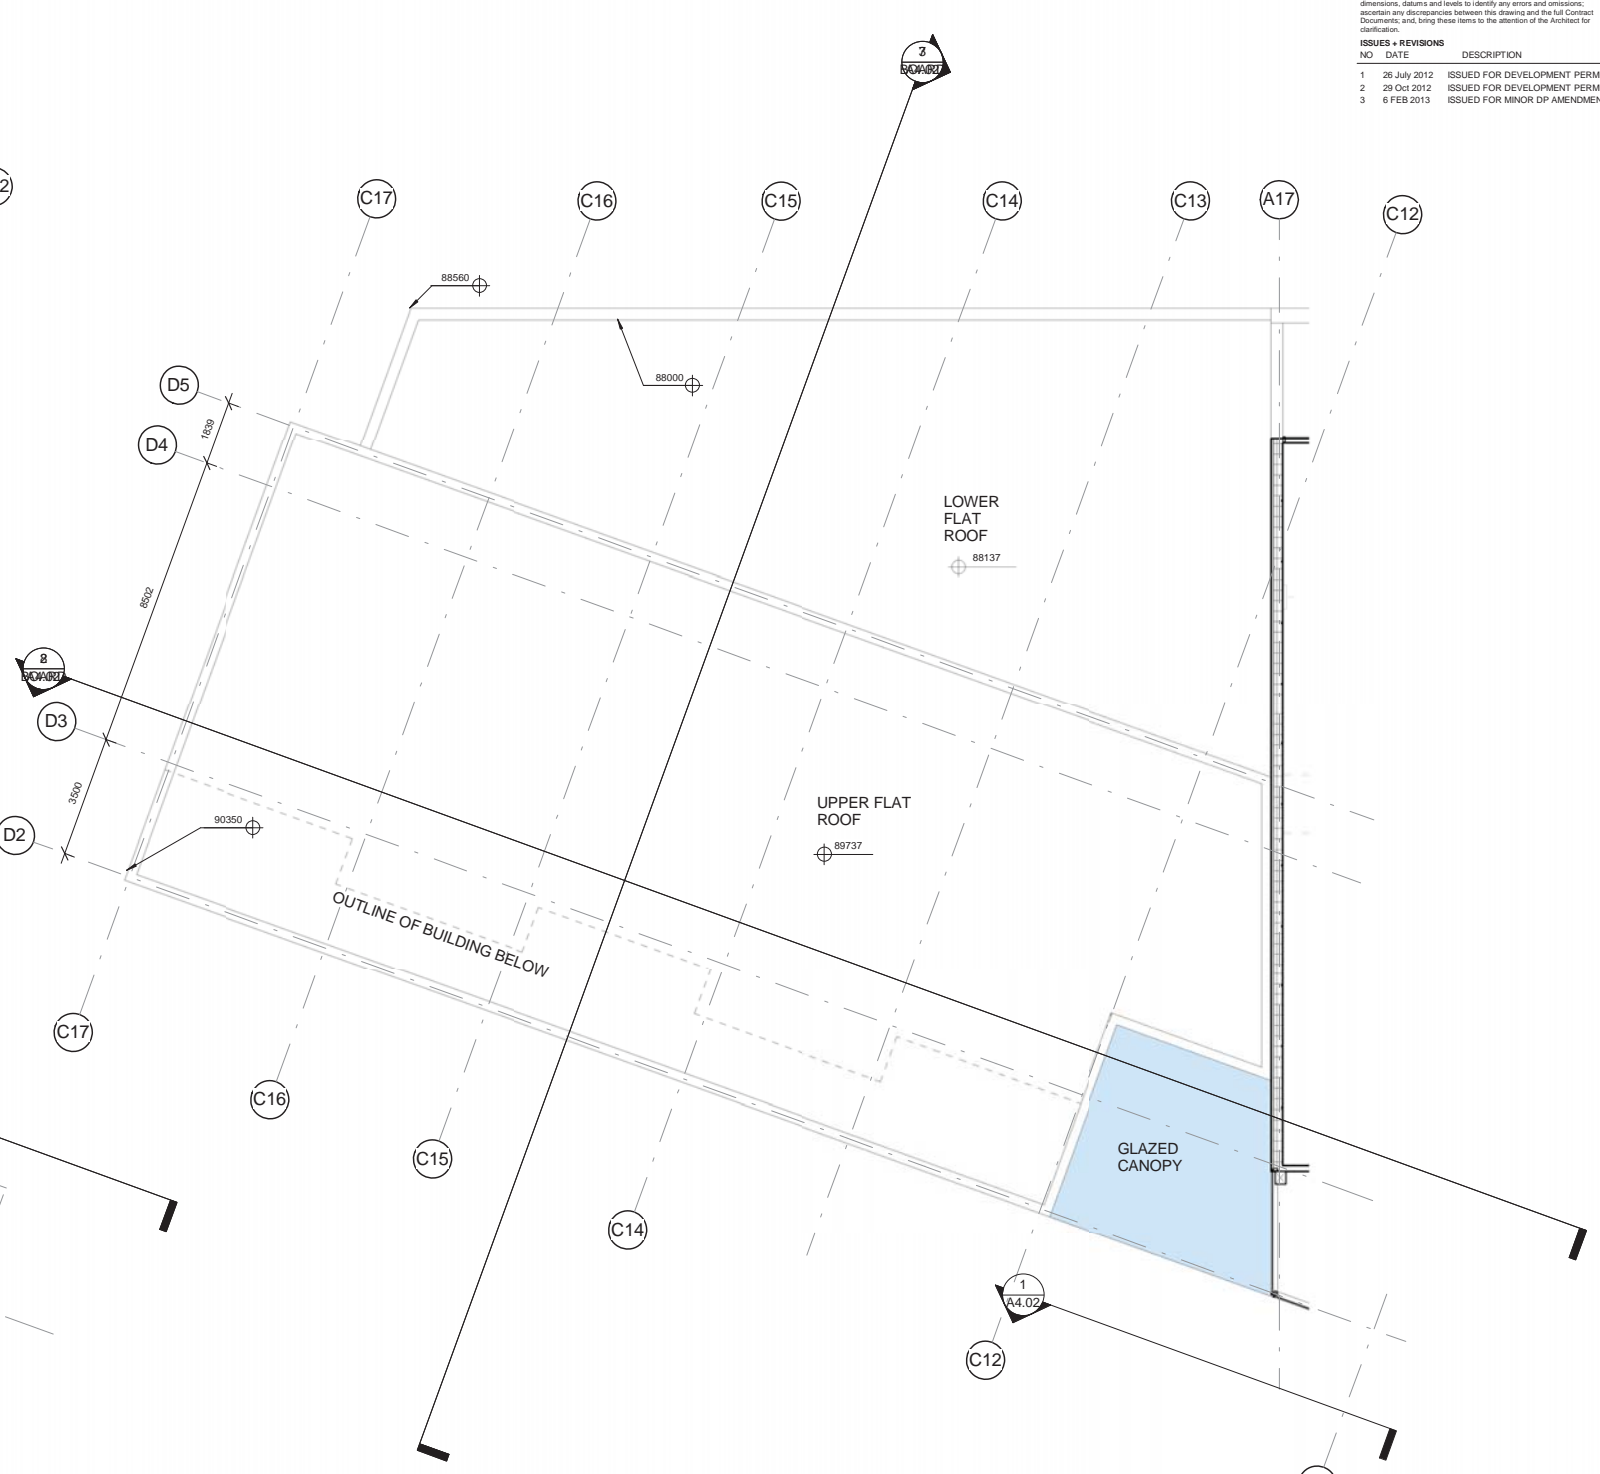 dimensions, datums and levels to identify any errors and omissions;
ascertain any discrepancies between this drawing and the full Contract
Documents; and, bring these items to the attention of the Architect for
clarification.
ISSUES + REVISIONS
NO DATE DESCRIPTION
1 26 July 2012 ISSUED FOR DEVELOPMENT PERM
2 29 Oct 2012 ISSUED FOR DEVELOPMENT PERM
3 6 FEB 2013 ISSUED FOR MINOR DP AMENDMEN
2
C17
C16
C15
C14
C13
A17
C12
88560
88000
D5
1839
D4
LOWER
FLAT
ROOF
88137
8502
D3
3500
UPPER FLAT
ROOF
89737
90350
D2
OUTLINE OF BUILDING BELOW
C17
C16
C15
C14
GLAZED
CANOPY
1
A4.02
C12